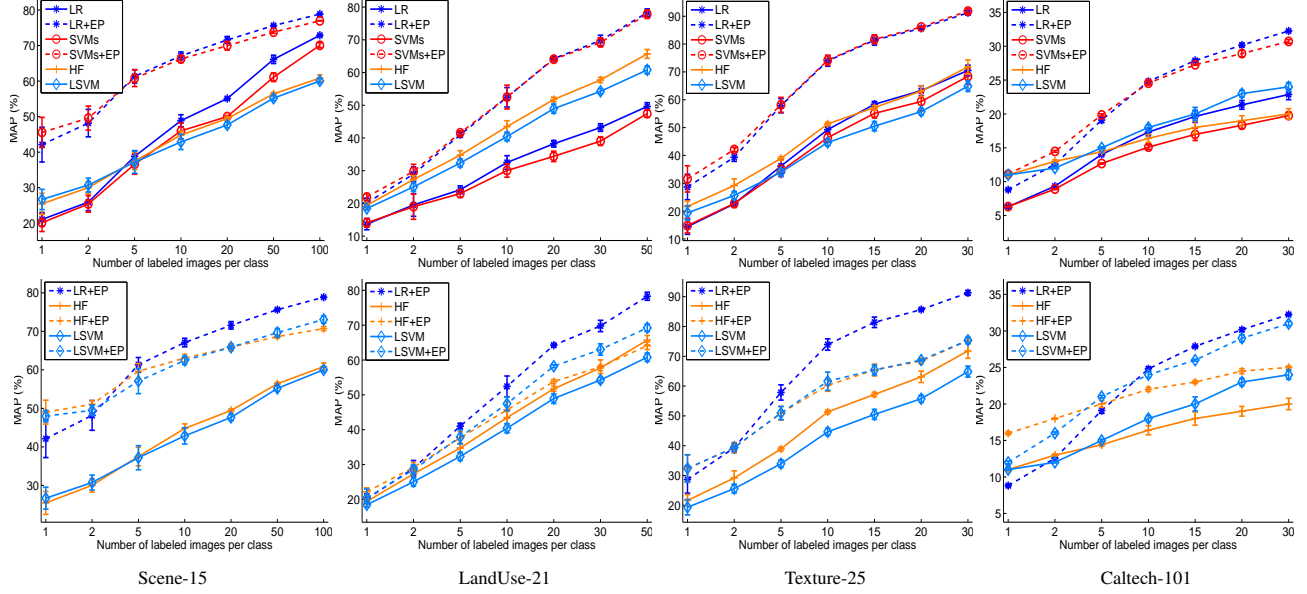 LR
LR+EP
SVMs
SVMs+EP
HF
LSVM
MAP (%)
80
70
60
50
40
30
20
1 2 5 10 20 50 100
Number of labeled images per class
LR
LR+EP
SVMs
SVMs+EP
HF
LSVM
MAP (%)
80
70
60
50
40
30
20
10
1 2 5 10 20 30 50
Number of labeled images per class
LR
LR+EP
SVMs
SVMs+EP
HF
LSVM
MAP (%)
90
80
70
60
50
40
30
20
10
1 2 5 10 15 20 30
Number of labeled images per class
LR
LR+EP
SVMs
SVMs+EP
HF
LSVM
MAP (%)
35
30
25
20
15
10
5
1 2 5 10 15 20 30
Number of labeled images per class
LR+EP
HF
HF+EP
LSVM
LSVM+EP
MAP (%)
80
70
60
50
40
30
1 2 5 10 20 50 100
Number of labeled images per class
LR+EP
HF
HF+EP
LSVM
LSVM+EP
MAP (%)
80
70
60
50
40
30
20
1 2 5 10 20 30 50
Number of labeled images per class
LR+EP
HF
HF+EP
LSVM
LSVM+EP
MAP (%)
90
80
70
60
50
40
30
20
1 2 5 10 15 20 30
Number of labeled images per class
LR+EP
HF
HF+EP
LSVM
LSVM+EP
MAP (%)
35
30
25
20
15
10
5
1 2 5 10 15 20 30
Number of labeled images per class
Scene-15
LandUse-21
Texture-25
Caltech-101